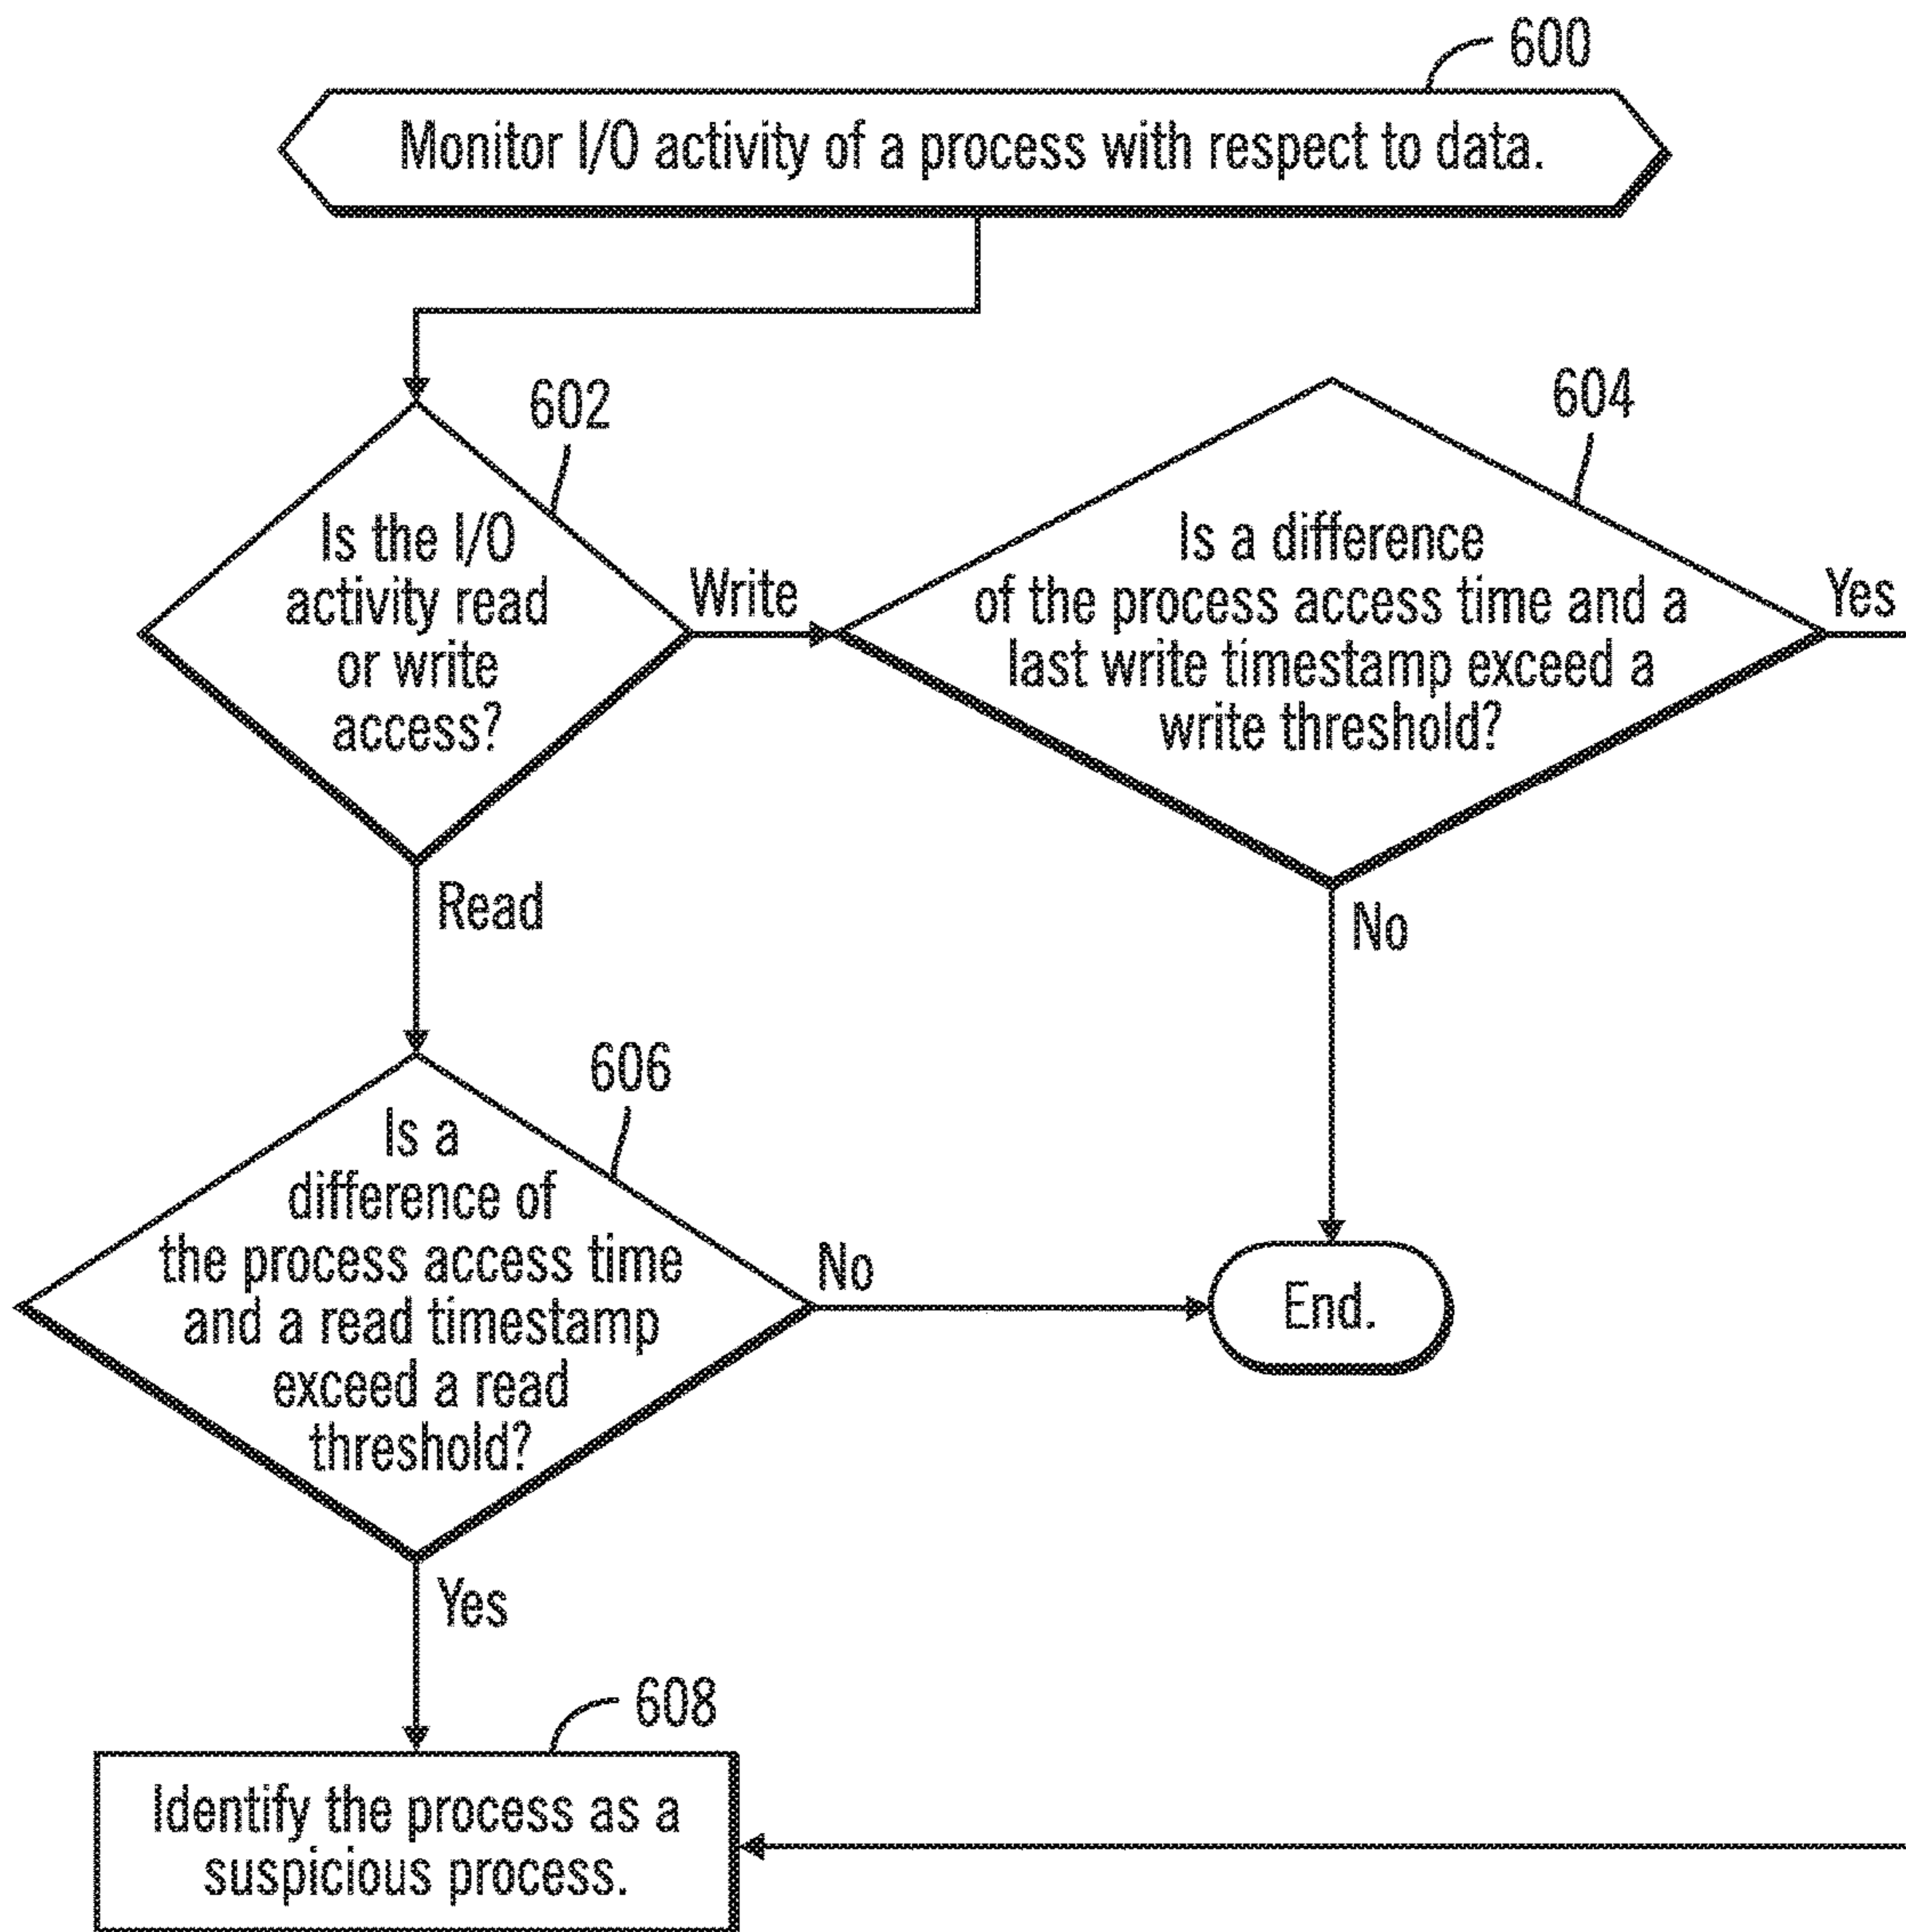 600
Monitor I/O activity of a process with respect to data.
602
Is the I/O
activity read
or write
access?
Write
Read
604
Is a difference
of the process access time and a
last write timestamp exceed a
write threshold?
Yes
No
606
Is a
difference of
the process access time
and a read timestamp
exceed a read
threshold?
No
End.
Yes
608
Identify the process as a
suspicious process.